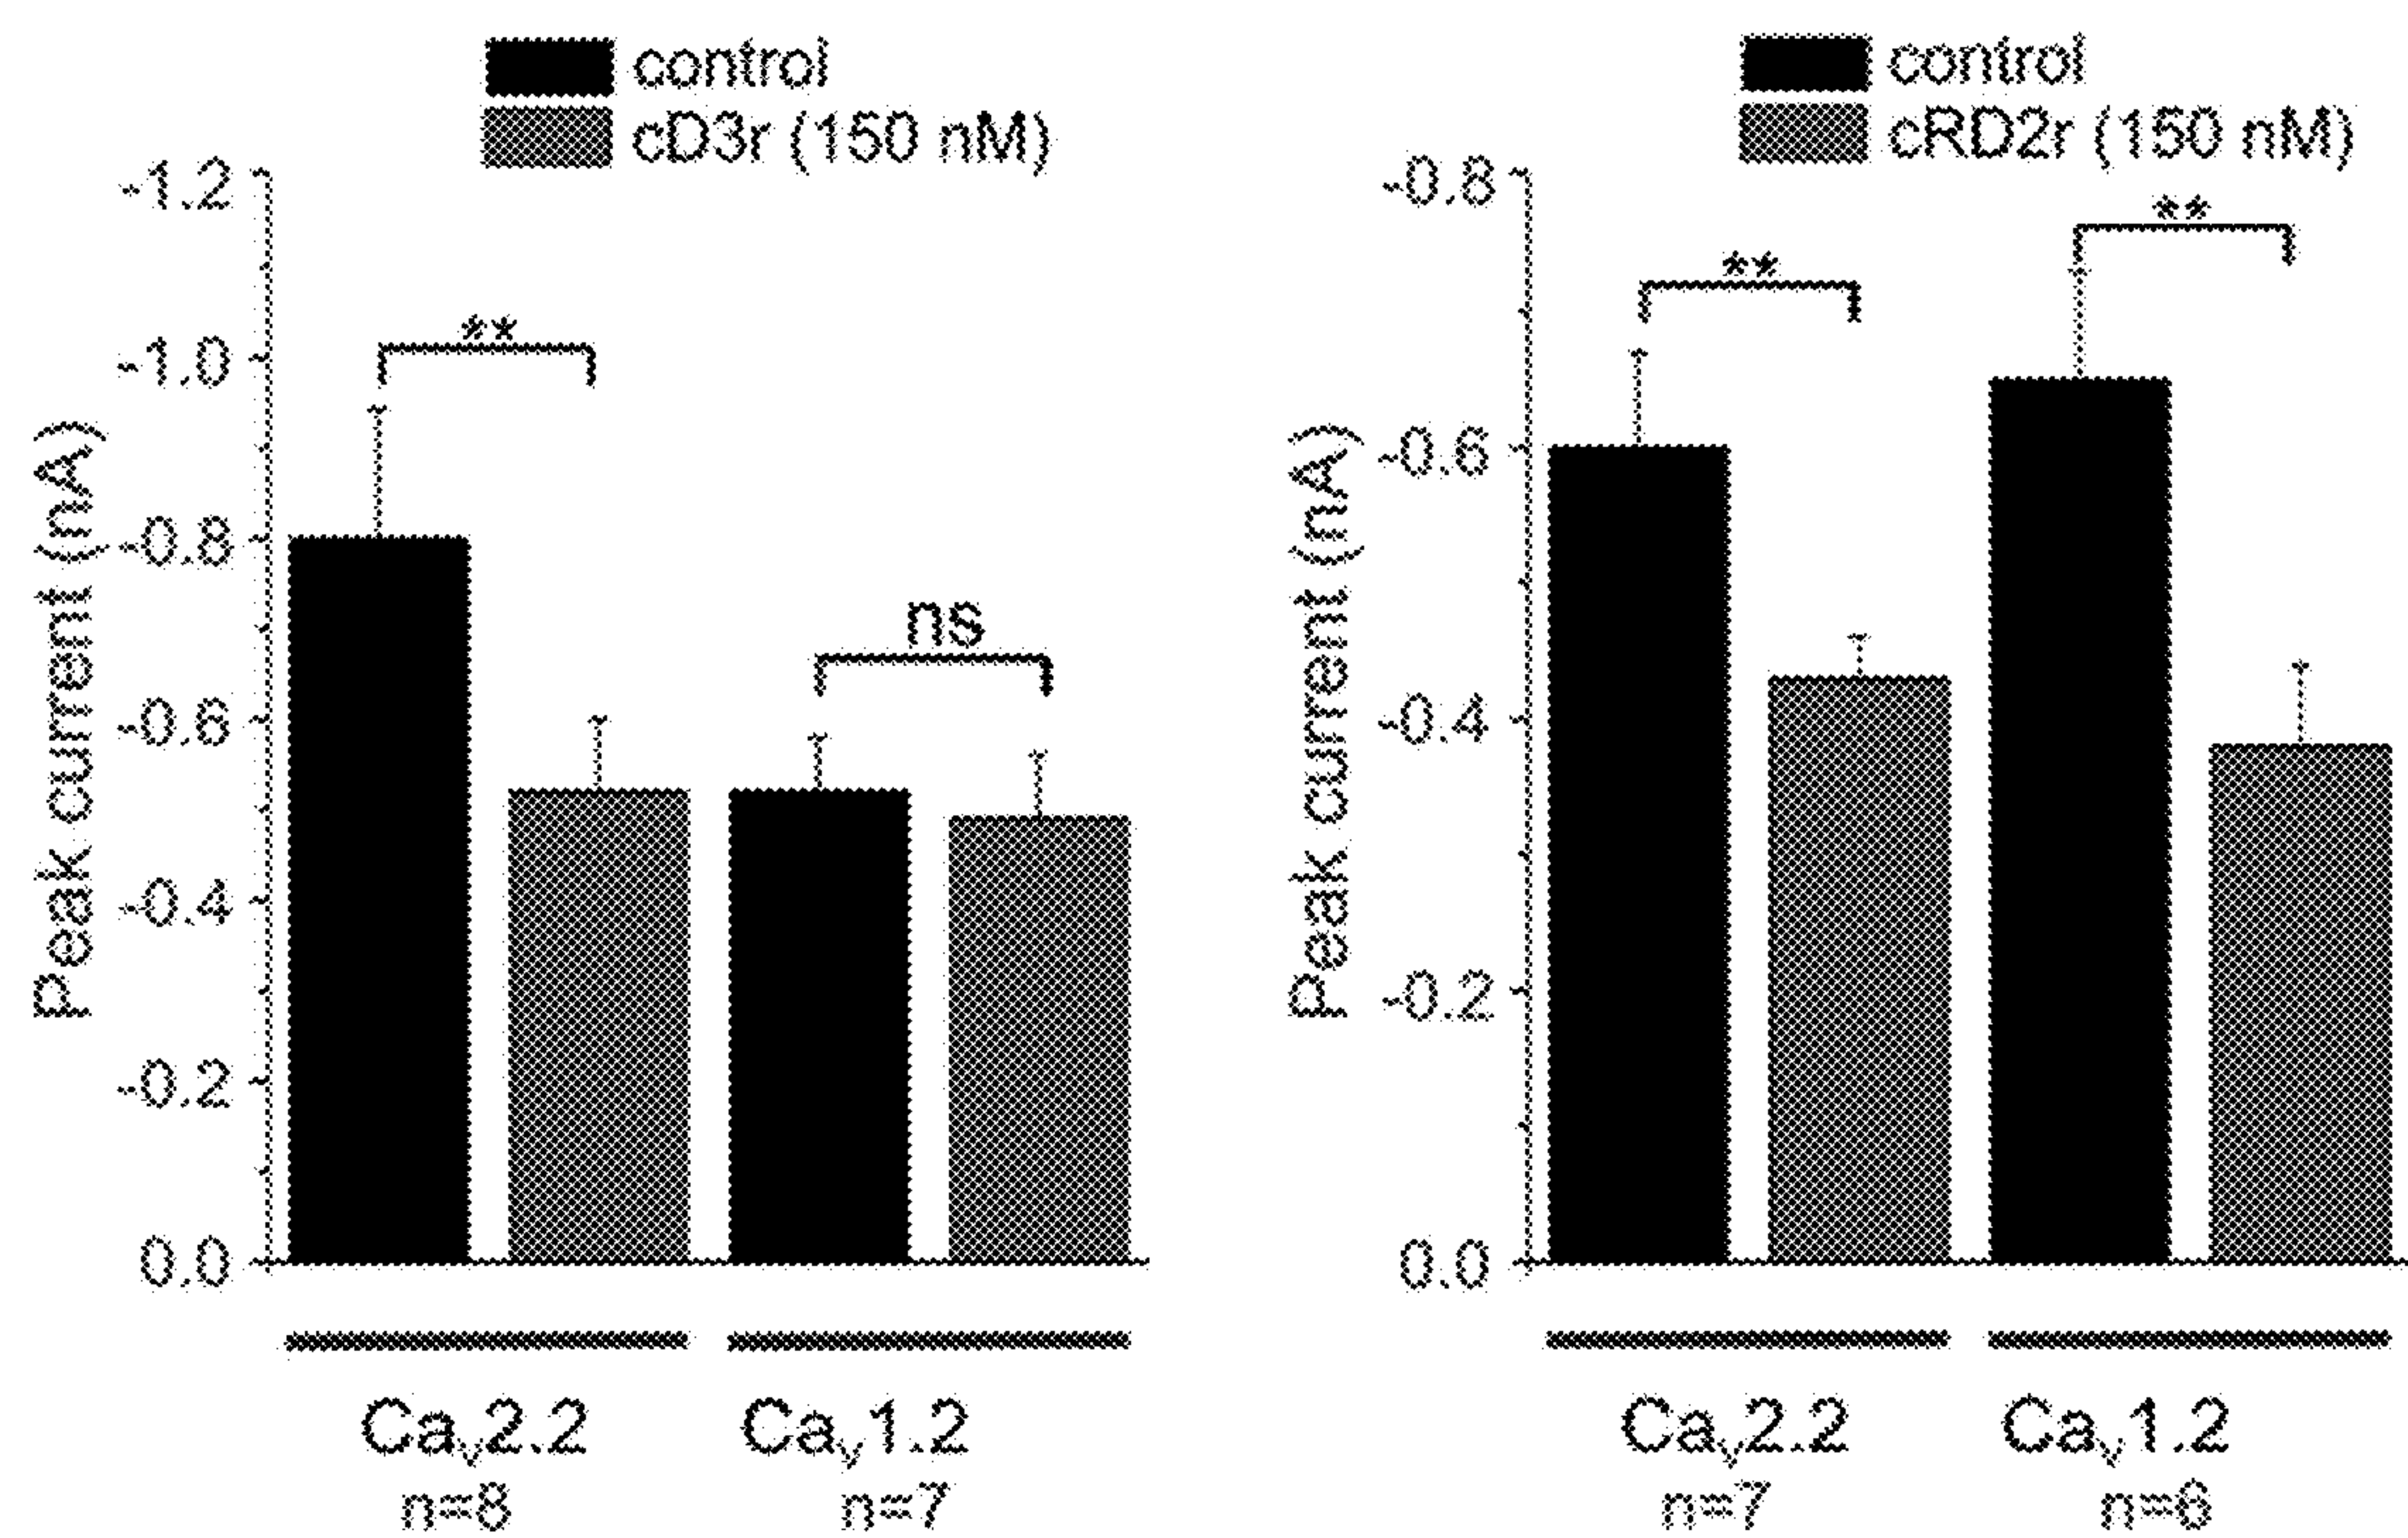 control
cD3r (150 nM)
-1.2
-1.0
-0.8
-0.6
-0.4
-0.2
0.0
Peak current (nA)
**
ns
Cav2.2
n=8
Cav1.2
n=7
control
cRD2r (150 nM)
-0.8
-0.6
-0.4
-0.2
0.0
Peak current (nA)
**
**
Cav2.2
n=7
Cav1.2
n=6